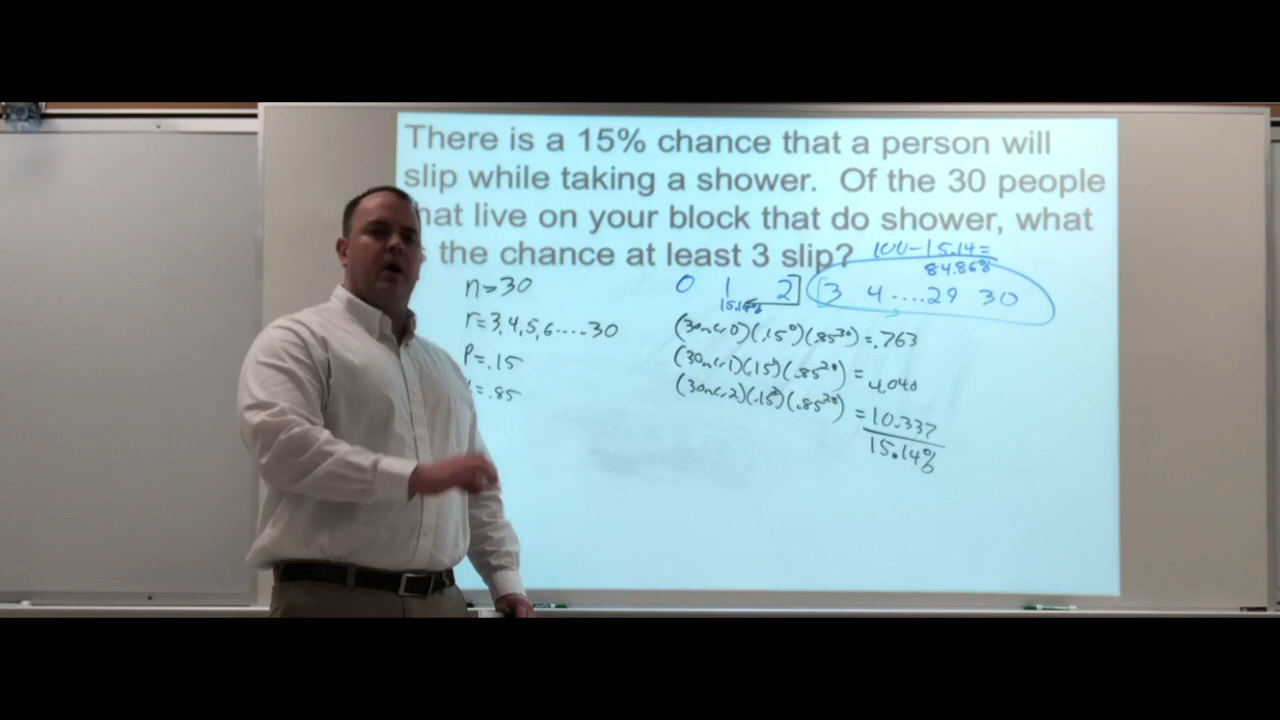 There is a 15% chance that a person will
slip while taking a shower. Of the 30 people
hat live on your block that do shower, what
the chance at least 3 slip?
100-15.14=
84.86%
n=30
0 1 2 3 4....29 30
15.14%
r=3,4,5,6.....30
(30ncr0)(.15⁰)(.85³⁰)=.763
P=.15
(30ncr1)(.15¹)(.85²⁹)=
4.040
=.85
(30ncr2)(.15²)(.85²⁸)
=10.337
15.14%